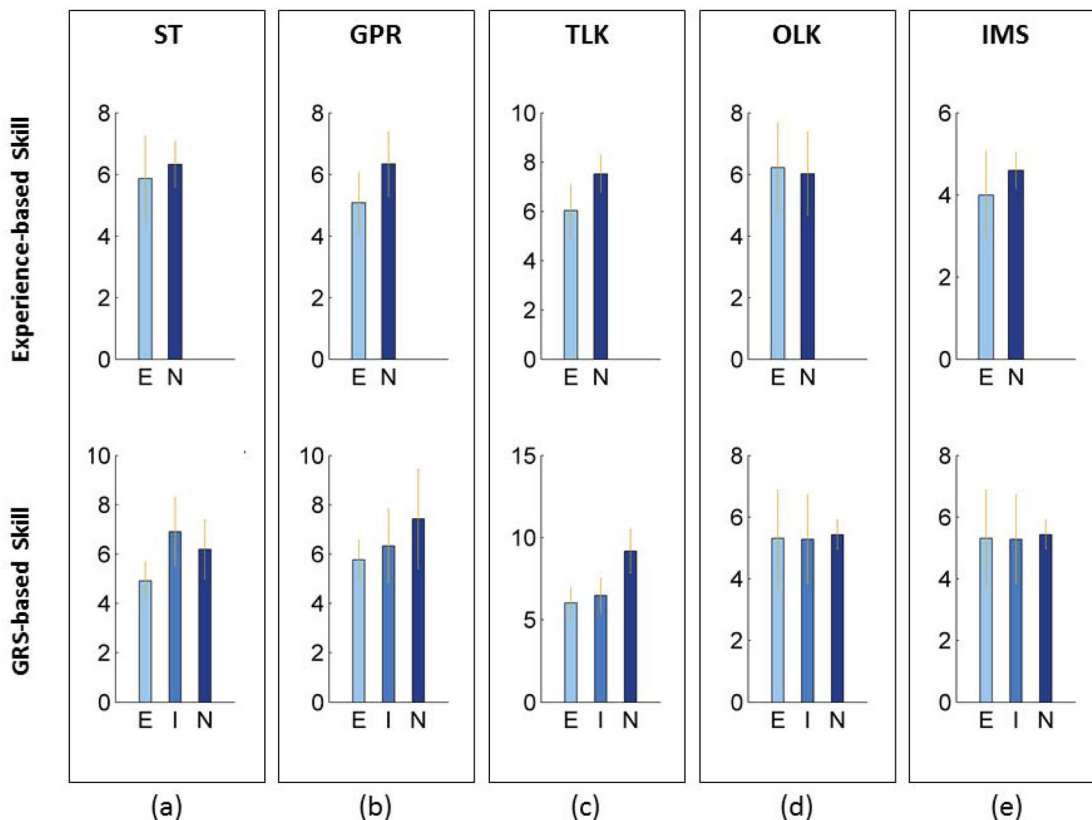 ST GPR TLK OLK IMS
Experience-based Skill
8 8 10 8 6
6 6 8 6 4
4 4 6 4 2
2 2 4 2 0
0 0 2 0
0
E N E N E N E N E N
GRS-based Skill
10 10 15 8 8
8 8 10 6 6
6 6 5 4 4
4 4 0 2 2
2 2 0 0
0 0
E I N E I N E I N E I N E I N
(a) (b) (c) (d) (e)